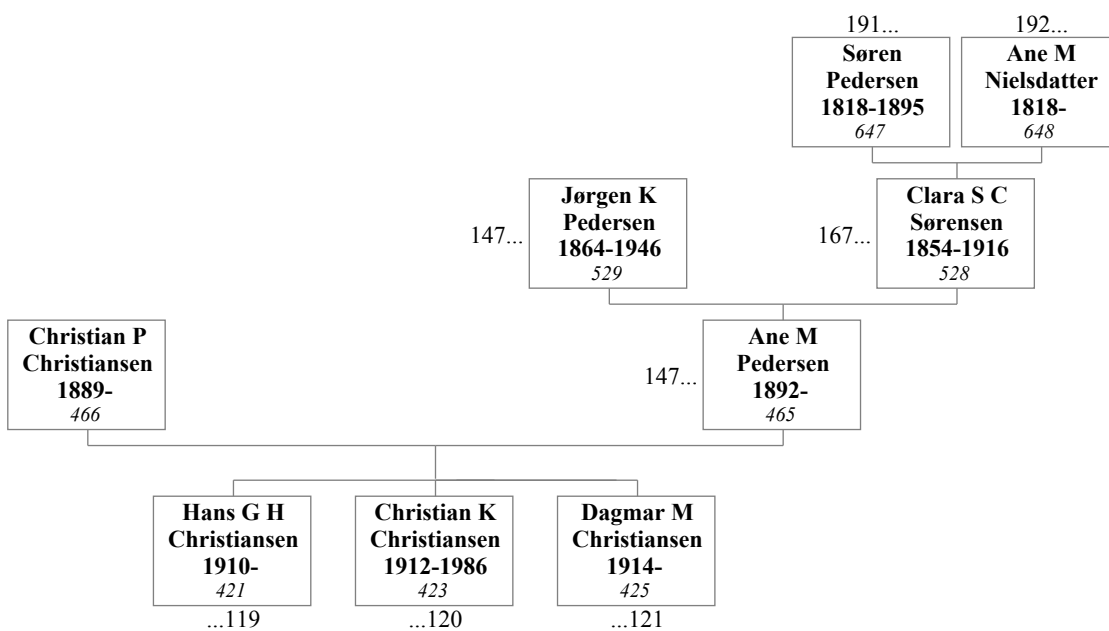 191...
Søren
Pedersen
1818-1895
647
192...
Ane M
Nielsdatter
1818-
648
147...
Jørgen K
Pedersen
1864-1946
529
167...
Clara S C
Sørensen
1854-1916
528
Christian P
Christiansen
1889-
466
147...
Ane M
Pedersen
1892-
465
Hans G H
Christiansen
1910-
421
...119
Christian K
Christiansen
1912-1986
423
...120
Dagmar M
Christiansen
1914-
425
...121